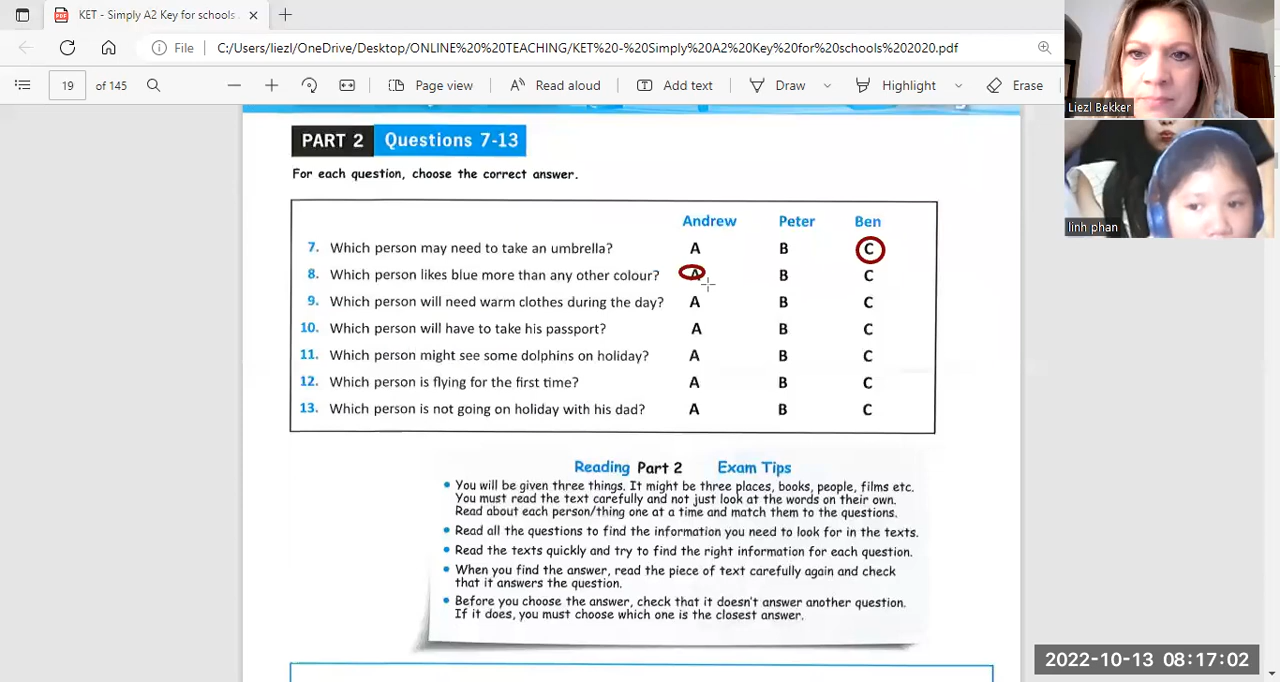 KET - Simply A2 Key for schools
File C:/Users/liezl/OneDrive/Desktop/ONLINE%20%20TEACHING/KET%20-%20Simply%20A2%20Key%20for%20schools%202020.pdf
19 of 145 Page view Read aloud Add text Draw Highlight Erase
Liezl Bekker
linh phan
PART 2 Questions 7-13
For each question, choose the correct answer.
Andrew Peter Ben
7. Which person may need to take an umbrella? A B C
8. Which person likes blue more than any other colour? A B C
9. Which person will need warm clothes during the day? A B C
10. Which person will have to take his passport? A B C
11. Which person might see some dolphins on holiday? A B C
12. Which person is flying for the first time? A B C
13. Which person is not going on holiday with his dad? A B C
Reading Part 2 Exam Tips
• You will be given three things. It might be three places, books, people, films etc.
You must read the text carefully and not just look at the words on their own.
Read about each person/thing one at a time and match them to the questions.
• Read all the questions to find the information you need to look for in the texts.
• Read the texts quickly and try to find the right information for each question.
• When you find the answer, read the piece of text carefully again and check
that it answers the question.
• Before you choose the answer, check that it doesn't answer another question.
If it does, you must choose which one is the closest answer.
2022-10-13 08:17:02